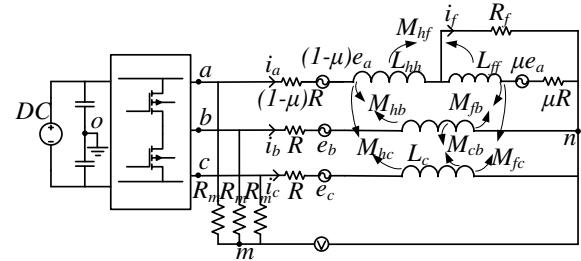 M_hf
i_f
R_f
a
i_a
(1-μ)e_a
L_hh
L_ff
μe_a
(1-μ)R
μR
DC
o
b
i_b
R
e_b
M_hb
M_fb
n
c
i_c
R
e_c
M_hc
L_c
M_cb
M_fc
R_m
R_m
R_m
m
V